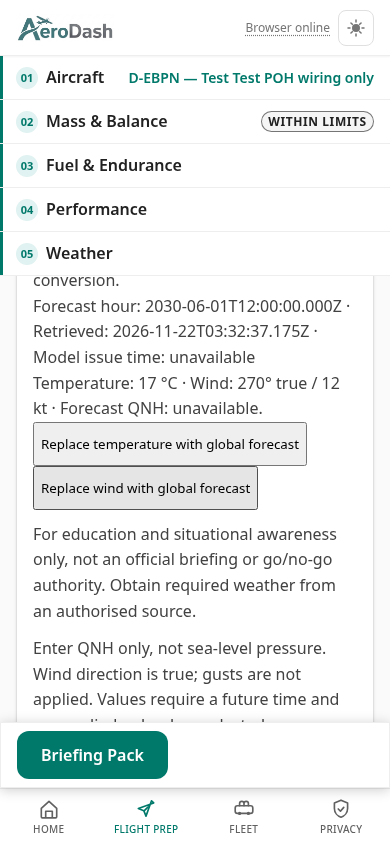 AeroDash
Browser online
01 Aircraft D-EBPN — Test Test POH wiring only
02 Mass & Balance WITHIN LIMITS
03 Fuel & Endurance
04 Performance
05 Weather
conversion.
Forecast hour: 2030-06-01T12:00:00.000Z ·
Retrieved: 2026-11-22T03:32:37.175Z ·
Model issue time: unavailable
Temperature: 17 °C · Wind: 270° true / 12
kt · Forecast QNH: unavailable.
Replace temperature with global forecast
Replace wind with global forecast
For education and situational awareness
only, not an official briefing or go/no-go
authority. Obtain required weather from
an authorised source.
Enter QNH only, not sea-level pressure.
Wind direction is true; gusts are not
applied. Values require a future time and
Briefing Pack
HOME
FLIGHT PREP
FLEET
PRIVACY